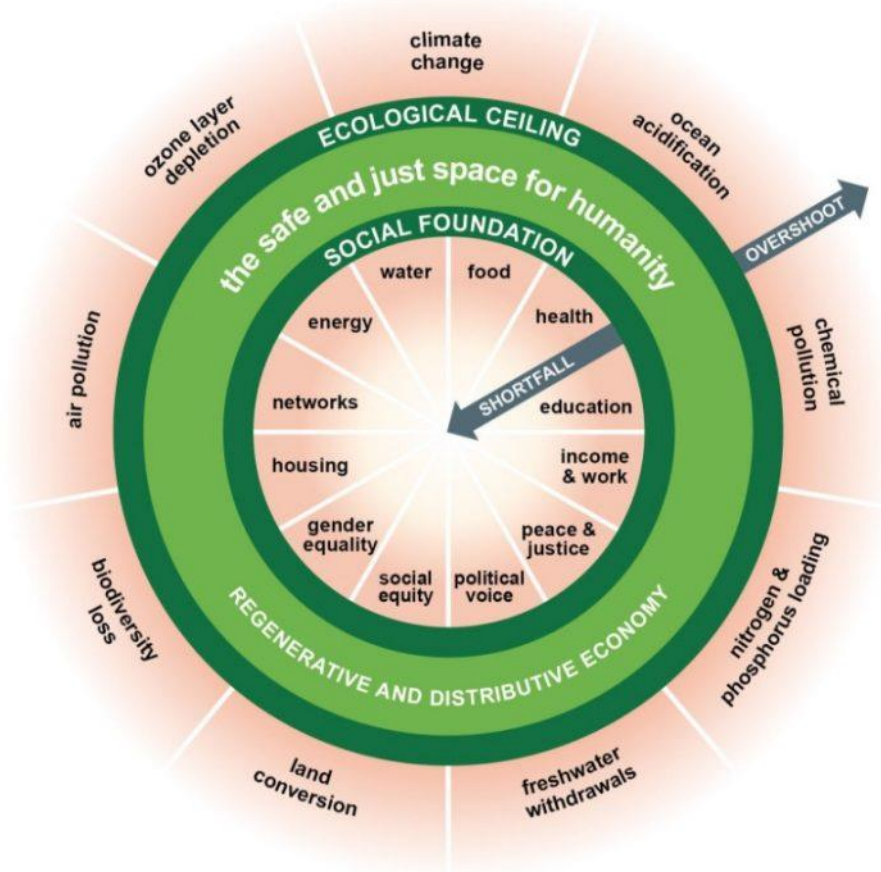 climate
change
ozone layer
depletion
ocean
acidification
ECOLOGICAL CEILING
the safe and just space for humanity
OVERSHOOT
SOCIAL FOUNDATION
water
food
energy
health
SHORTFALL
air pollution
chemical
pollution
networks
education
housing
income
& work
gender
equality
peace &
justice
social
equity
political
voice
biodiversity
loss
nitrogen &
phosphorus loading
REGENERATIVE AND DISTRIBUTIVE ECONOMY
land
conversion
freshwater
withdrawals